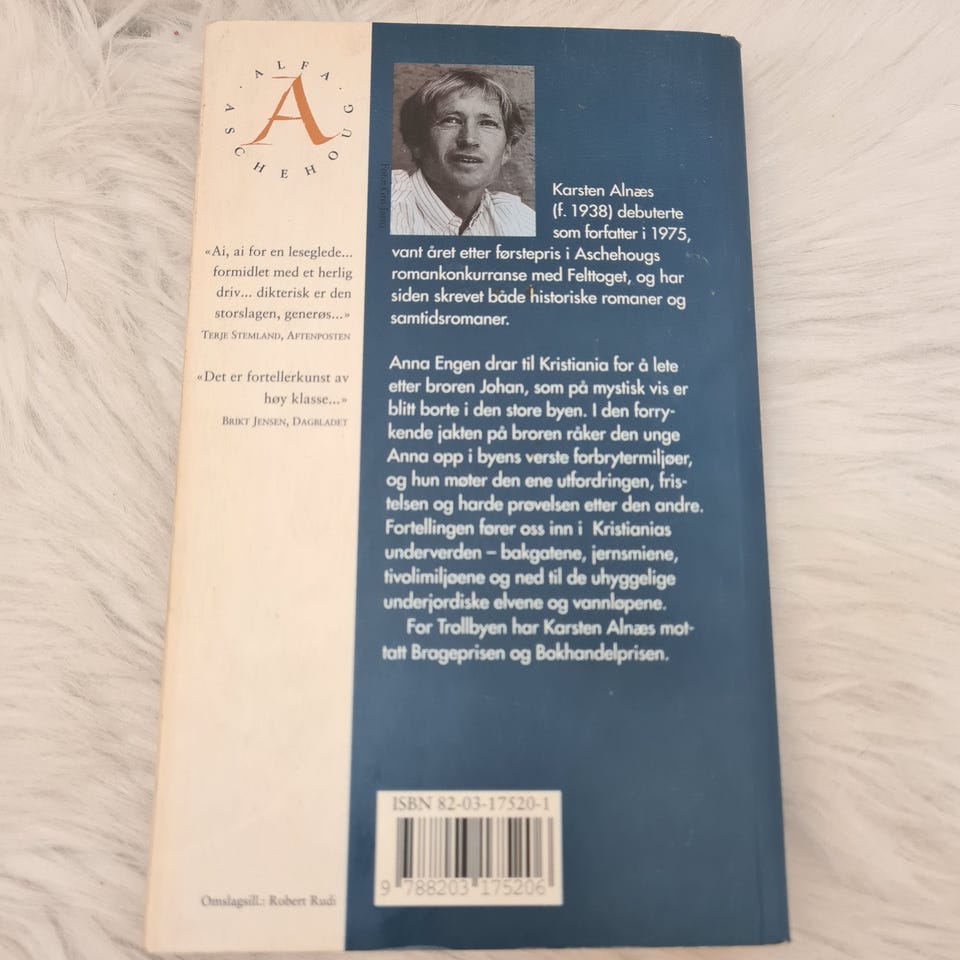 ALFA · ASCHEHOUG ·
A
«Ai, ai for en leseglede...
formidlet med et herlig
driv... dikterisk er den
storslagen, generøs...»
TERJE STEMLAND, AFTENPOSTEN
«Det er fortellerkunst av
høy klasse...»
BRIKT JENSEN, DAGBLADET
Omslagsill.: Robert Rudi
Karsten Alnæs
(f. 1938) debuterte
som forfatter i 1975,
vant året etter førstepris i Aschehougs
romankonkurranse med Felttoget, og har
siden skrevet både historiske romaner og
samtidsromaner.
Anna Engen drar til Kristiania for å lete
etter broren Johan, som på mystisk vis er
blitt borte i den store byen. I den forry-
kende jakten på broren råker den unge
Anna opp i byens verste forbrytermiljøer,
og hun møter den ene utfordringen, fris-
telsen og harde prøvelsen etter den andre.
Fortellingen fører oss inn i Kristianias
underverden – bakgatene, jernsmiene,
tivolimiljøene og ned til de uhyggelige
underjordiske elvene og vannløpene.
For Trollbyen har Karsten Alnæs mot-
tatt Brageprisen og Bokhandelprisen.
ISBN 82-03-17520-1
9 788203 175206